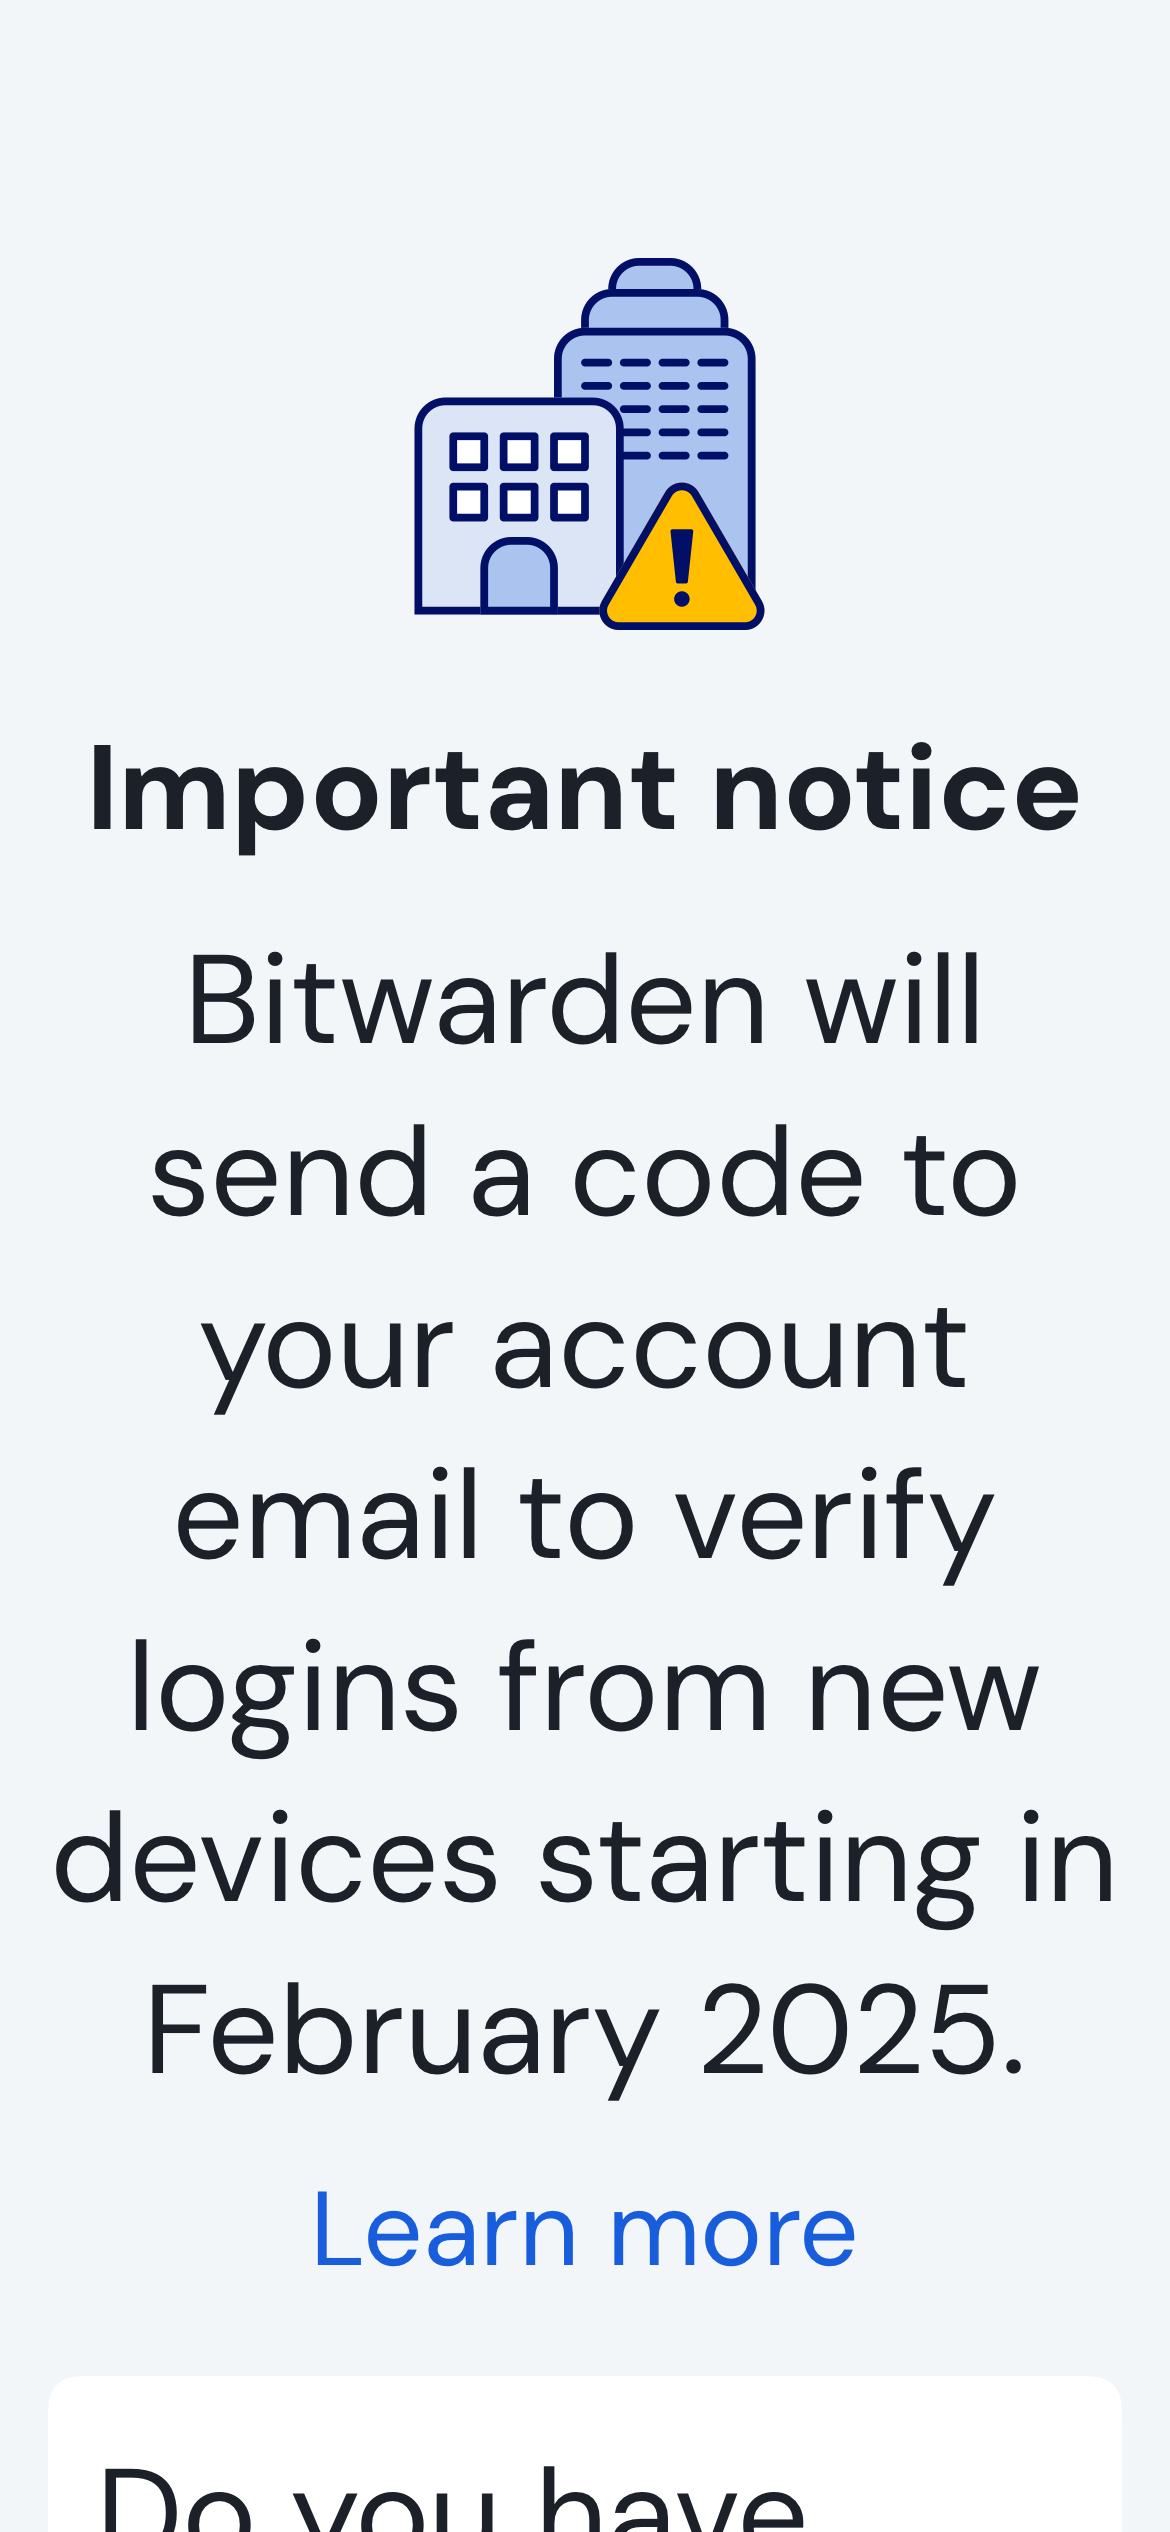 Important notice
Bitwarden will
send a code to
your account
email to verify
logins from new
devices starting in
February 2025.
Learn more
Do you have